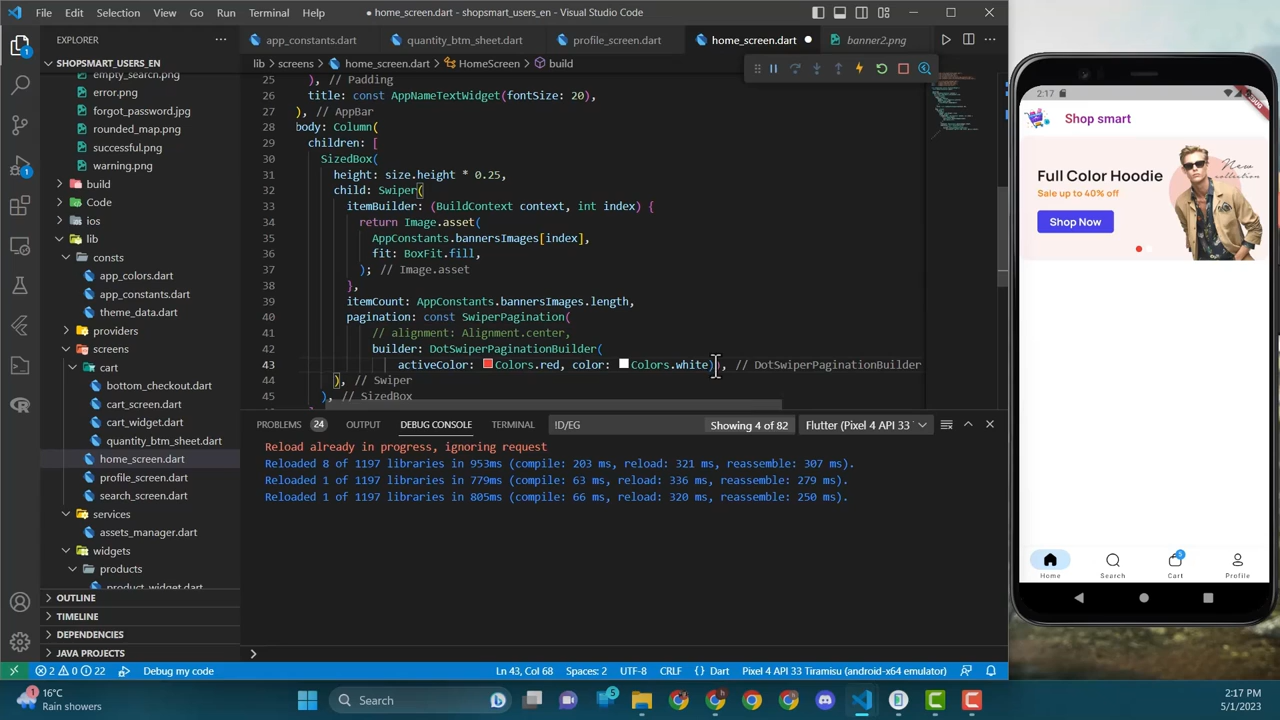 File Edit Selection View Go Run Terminal Help
● home_screen.dart - shopsmart_users_en - Visual Studio Code
EXPLORER
SHOPSMART_USERS_EN
empty_search.png
error.png
forgot_password.jpg
rounded_map.png
successful.png
warning.png
build
Code
ios
lib
consts
app_colors.dart
app_constants.dart
theme_data.dart
providers
screens
cart
bottom_checkout.dart
cart_screen.dart
cart_widget.dart
quantity_btm_sheet.dart
home_screen.dart
profile_screen.dart
search_screen.dart
services
assets_manager.dart
widgets
products
product_widget.dart
OUTLINE
TIMELINE
DEPENDENCIES
JAVA PROJECTS
app_constants.dart quantity_btm_sheet.dart profile_screen.dart home_screen.dart banner2.png
lib > screens > home_screen.dart > HomeScreen > build
25 ), // Padding
26 title: const AppNameTextWidget(fontSize: 20),
27 ), // AppBar
28 body: Column(
29 children: [
30 SizedBox(
31 height: size.height * 0.25,
32 child: Swiper(
33 itemBuilder: (BuildContext context, int index) {
34 return Image.asset(
35 AppConstants.bannersImages[index],
36 fit: BoxFit.fill,
37 ); // Image.asset
38 },
39 itemCount: AppConstants.bannersImages.length,
40 pagination: const SwiperPagination(
41 // alignment: Alignment.center,
42 builder: DotSwiperPaginationBuilder(
43 activeColor: Colors.red, color: Colors.white)), // DotSwiperPaginationBuilder
44 ), // Swiper
45 ), // SizedBox
PROBLEMS 24 OUTPUT DEBUG CONSOLE TERMINAL ID/EG Showing 4 of 82 Flutter (Pixel 4 API 33
Reload already in progress, ignoring request
Reloaded 8 of 1197 libraries in 953ms (compile: 203 ms, reload: 321 ms, reassemble: 307 ms).
Reloaded 1 of 1197 libraries in 779ms (compile: 63 ms, reload: 336 ms, reassemble: 279 ms).
Reloaded 1 of 1197 libraries in 805ms (compile: 66 ms, reload: 320 ms, reassemble: 250 ms).
2 0 22 Debug my code Ln 43, Col 68 Spaces: 2 UTF-8 CRLF {} Dart Pixel 4 API 33 Tiramisu (android-x64 emulator)
2:17
DEBUG
Shop smart
Full Color Hoodie
New
collection
Sale up to 40% off
Shop Now
5
Home Search Cart Profile
1
16°C
Rain showers
Search
5
2:17 PM
5/1/2023